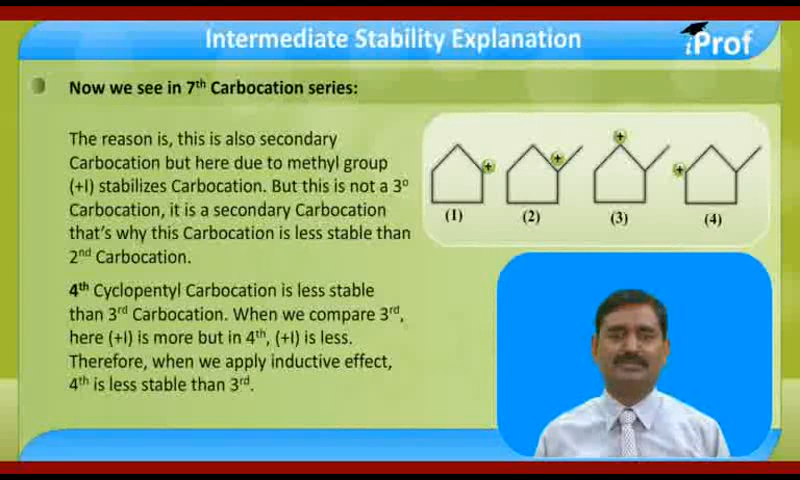 Intermediate Stability Explanation
iProf
Now we see in 7th Carbocation series:
The reason is, this is also secondary
Carbocation but here due to methyl group
(+I) stabilizes Carbocation. But this is not a 3° 
Carbocation, it is a secondary Carbocation
that's why this Carbocation is less stable than
2nd Carbocation.
4th Cyclopentyl Carbocation is less stable
than 3rd Carbocation. When we compare 3rd,
here (+I) is more but in 4th, (+I) is less.
Therefore, when we apply inductive effect,
4th is less stable than 3rd.
+ + + +
(1) (2) (3) (4)